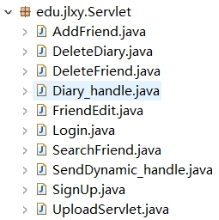 edu.jlxy.Servlet
AddFriend.java
DeleteDiary.java
DeleteFriend.java
Diary_handle.java
FriendEdit.java
Login.java
SearchFriend.java
SendDynamic_handle.java
SignUp.java
UploadServlet.java